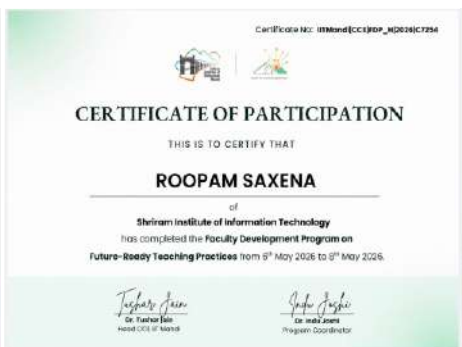 Certificate No: IITMandi|CCE|FDP_N|2026|C7254
CERTIFICATE OF PARTICIPATION
THIS IS TO CERTIFY THAT
ROOPAM SAXENA
of
Shriram Institute of Information Technology
has completed the Faculty Development Program on
Future-Ready Teaching Practices from 6th May 2026 to 8th May 2026.
Tushar Jain
Indu Joshi
Dr. Tushar Jain
Dr. Indu Joshi
Head CCE, IIT Mandi
Program Coordinator